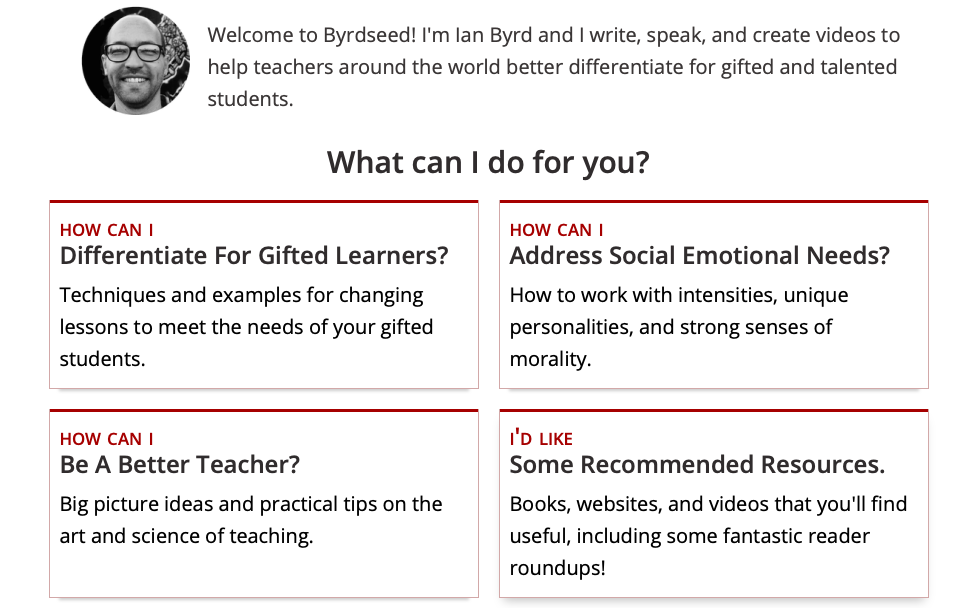 Welcome to Byrdseed! I'm Ian Byrd and I write, speak, and create videos to
help teachers around the world better differentiate for gifted and talented
students.
What can I do for you?
HOW CAN I
Differentiate For Gifted Learners?
Techniques and examples for changing
lessons to meet the needs of your gifted
students.
HOW CAN I
Address Social Emotional Needs?
How to work with intensities, unique
personalities, and strong senses of
morality.
HOW CAN I
Be A Better Teacher?
Big picture ideas and practical tips on the
art and science of teaching.
I'D LIKE
Some Recommended Resources.
Books, websites, and videos that you'll find
useful, including some fantastic reader
roundups!